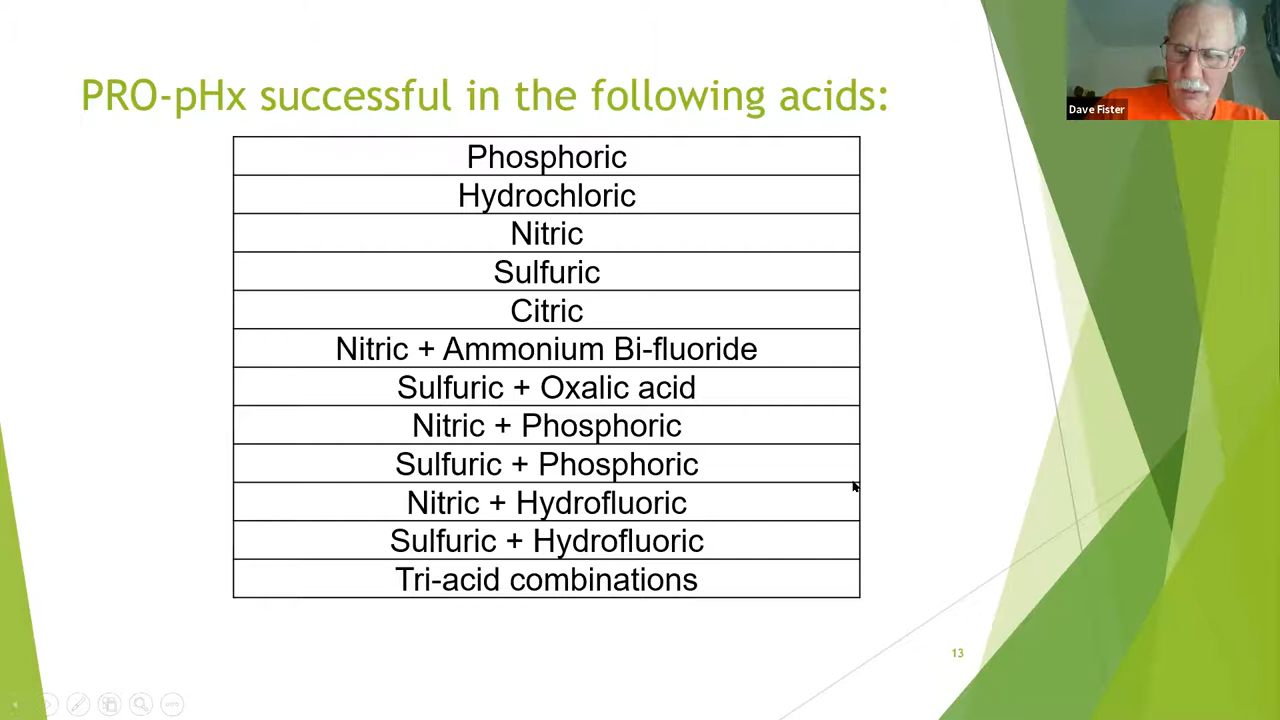 PRO-pHx successful in the following acids:
Dave Fister
Phosphoric
Hydrochloric
Nitric
Sulfuric
Citric
Nitric + Ammonium Bi-fluoride
Sulfuric + Oxalic acid
Nitric + Phosphoric
Sulfuric + Phosphoric
Nitric + Hydrofluoric
Sulfuric + Hydrofluoric
Tri-acid combinations
13